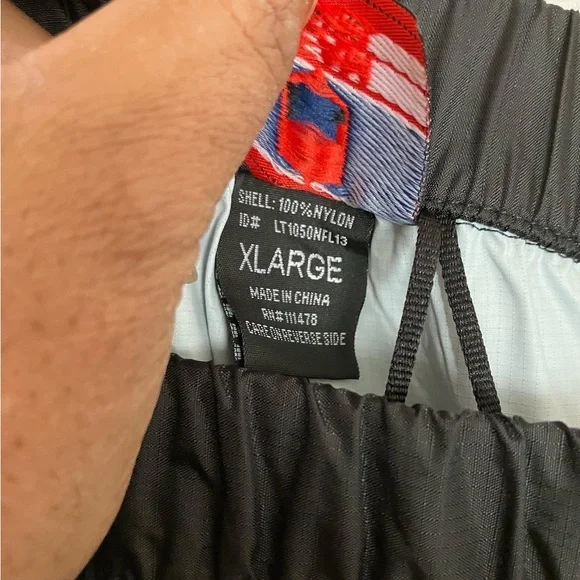 SHELL: 100%NYLON
ID# LT1050NFL13
XLARGE
MADE IN CHINA
RN#111478
CARE ON REVERSE SIDE